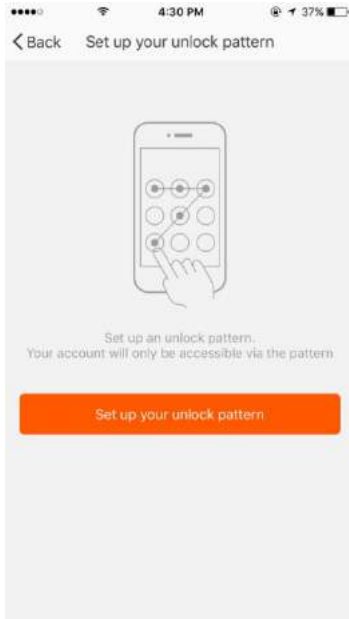 4:30 PM
37%
Back
Set up your unlock pattern
Set up an unlock pattern.
Your account will only be accessible via the pattern
Set up your unlock pattern